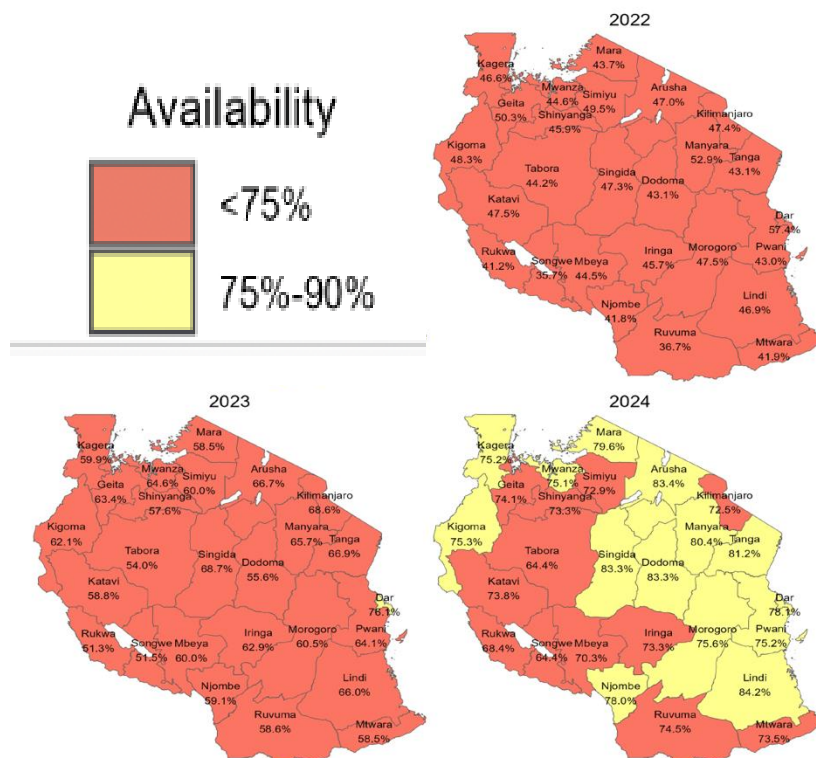 Availability
<75%
75%-90%
2022
Mara
43.7%
Kagera
46.6%
Mwanza
44.6%
Simiyu
49.5%
Arusha
47.0%
Geita
50.3%
Shinyanga
45.9%
Kilimanjaro
47.4%
Kigoma
48.3%
Manyara
52.9%
Tanga
43.1%
Tabora
44.2%
Singida
47.3%
Dodoma
43.1%
Katavi
47.5%
Dar
57.4%
Rukwa
41.2%
Songwe
35.7%
Mbeya
44.5%
Iringa
45.7%
Morogoro
47.5%
Pwani
43.0%
Njombe
41.8%
Lindi
46.9%
Ruvuma
36.7%
Mtwara
41.9%
2023
Mara
58.5%
Kagera
59.9%
Mwanza
64.6%
Simiyu
60.0%
Arusha
66.7%
Geita
63.4%
Shinyanga
57.6%
Kilimanjaro
68.6%
Kigoma
62.1%
Manyara
65.7%
Tanga
66.9%
Tabora
54.0%
Singida
68.7%
Dodoma
55.6%
Katavi
58.8%
Dar
78.1%
Rukwa
51.3%
Songwe
51.5%
Mbeya
60.0%
Iringa
62.9%
Morogoro
60.5%
Pwani
64.1%
Njombe
59.1%
Lindi
66.0%
Ruvuma
58.6%
Mtwara
58.5%
2024
Mara
79.6%
Kagera
75.2%
Mwanza
75.1%
Simiyu
72.9%
Arusha
83.4%
Geita
74.1%
Shinyanga
73.3%
Kilimanjaro
72.5%
Kigoma
75.3%
Manyara
80.4%
Tanga
81.2%
Tabora
64.4%
Singida
83.3%
Dodoma
83.3%
Katavi
73.8%
Dar
78.1%
Rukwa
68.4%
Songwe
64.4%
Mbeya
70.3%
Iringa
73.3%
Morogoro
75.6%
Pwani
75.2%
Njombe
78.0%
Lindi
84.2%
Ruvuma
74.5%
Mtwara
73.5%